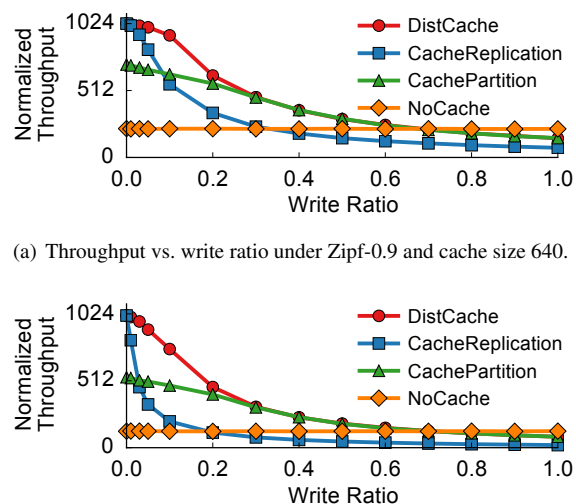 1024
512
0
Normalized
Throughput
DistCache
CacheReplication
CachePartition
NoCache
0.0 0.2 0.4 0.6 0.8 1.0
Write Ratio
(a) Throughput vs. write ratio under Zipf-0.9 and cache size 640.
1024
512
0
Normalized
Throughput
DistCache
CacheReplication
CachePartition
NoCache
0.0 0.2 0.4 0.6 0.8 1.0
Write Ratio